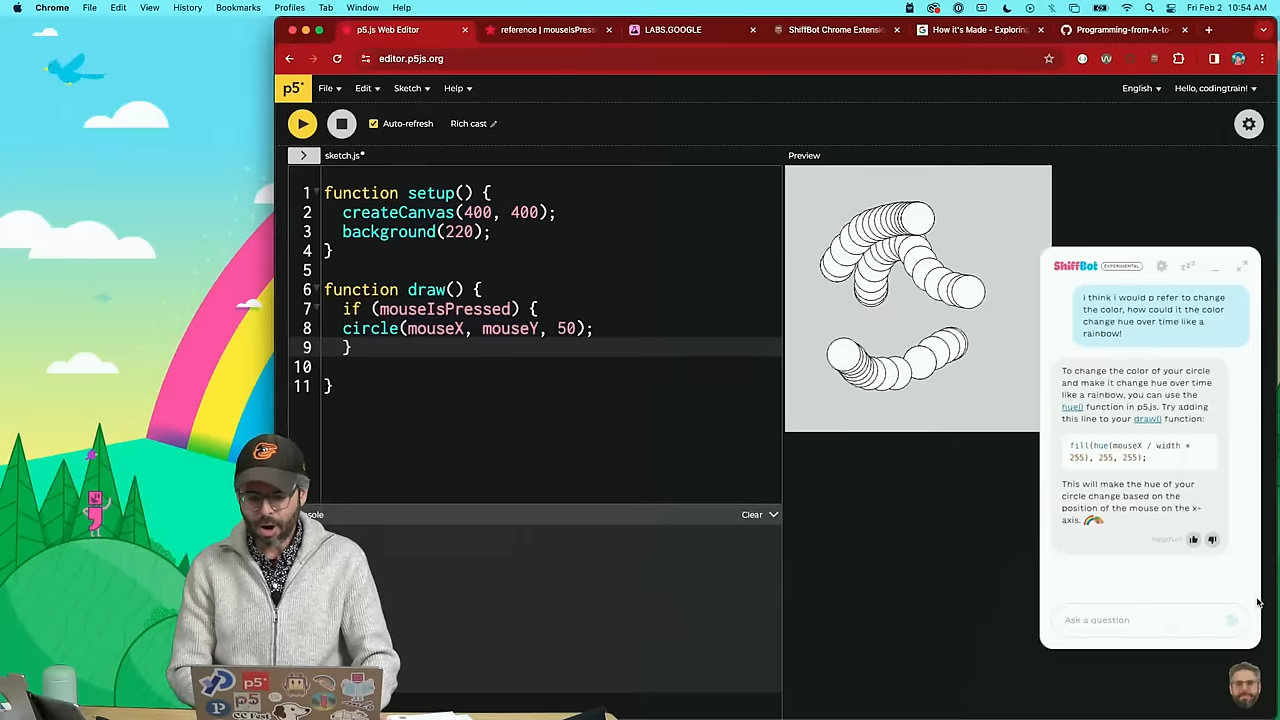 Chrome File Edit View History Bookmarks Profiles Tab Window Help Fri Feb 2 10:54 AM
p5.js Web Editor reference | mouseIsPress LABS.GOOGLE ShiffBot Chrome Extensi How it's Made - Exploring Programming-from-A-to-
editor.p5js.org
p5* File Edit Sketch Help English Hello, codingtrain!
Auto-refresh Rich cast
sketch.js* Preview
1 function setup() {
2 createCanvas(400, 400);
3 background(220);
4 }
5
6 function draw() {
7 if (mouseIsPressed) {
8 circle(mouseX, mouseY, 50);
9 }
10
11 }
sole Clear
ShiffBot EXPERIMENTAL
i think i would p refer to change
the color, how could it the color
change hue over time like a
rainbow!
To change the color of your circle
and make it change hue over time
like a rainbow, you can use the
hue() function in p5.js. Try adding
this line to your draw() function:
fill(hue(mouseX / width *
255), 255, 255);
This will make the hue of your
circle change based on the
position of the mouse on the x-
axis. 🌈🎨
Helpful?
Ask a question
p5*
P p5
CC Fest